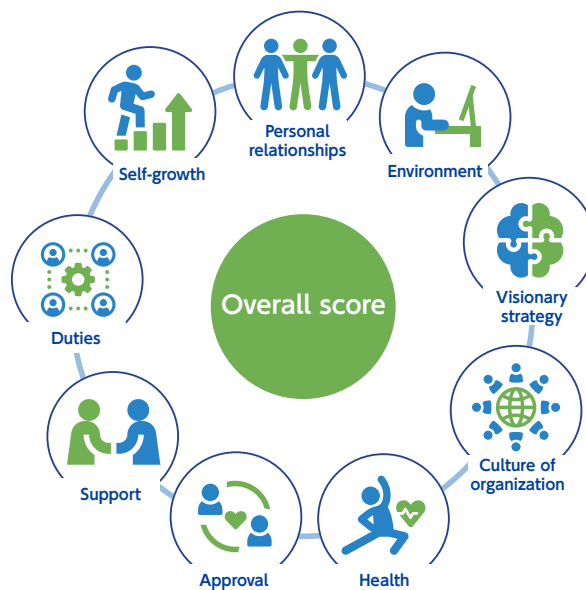 Personal
relationships
Self-growth
Environment
Overall score
Visionary
strategy
Duties
Culture of
organization
Support
Approval
Health